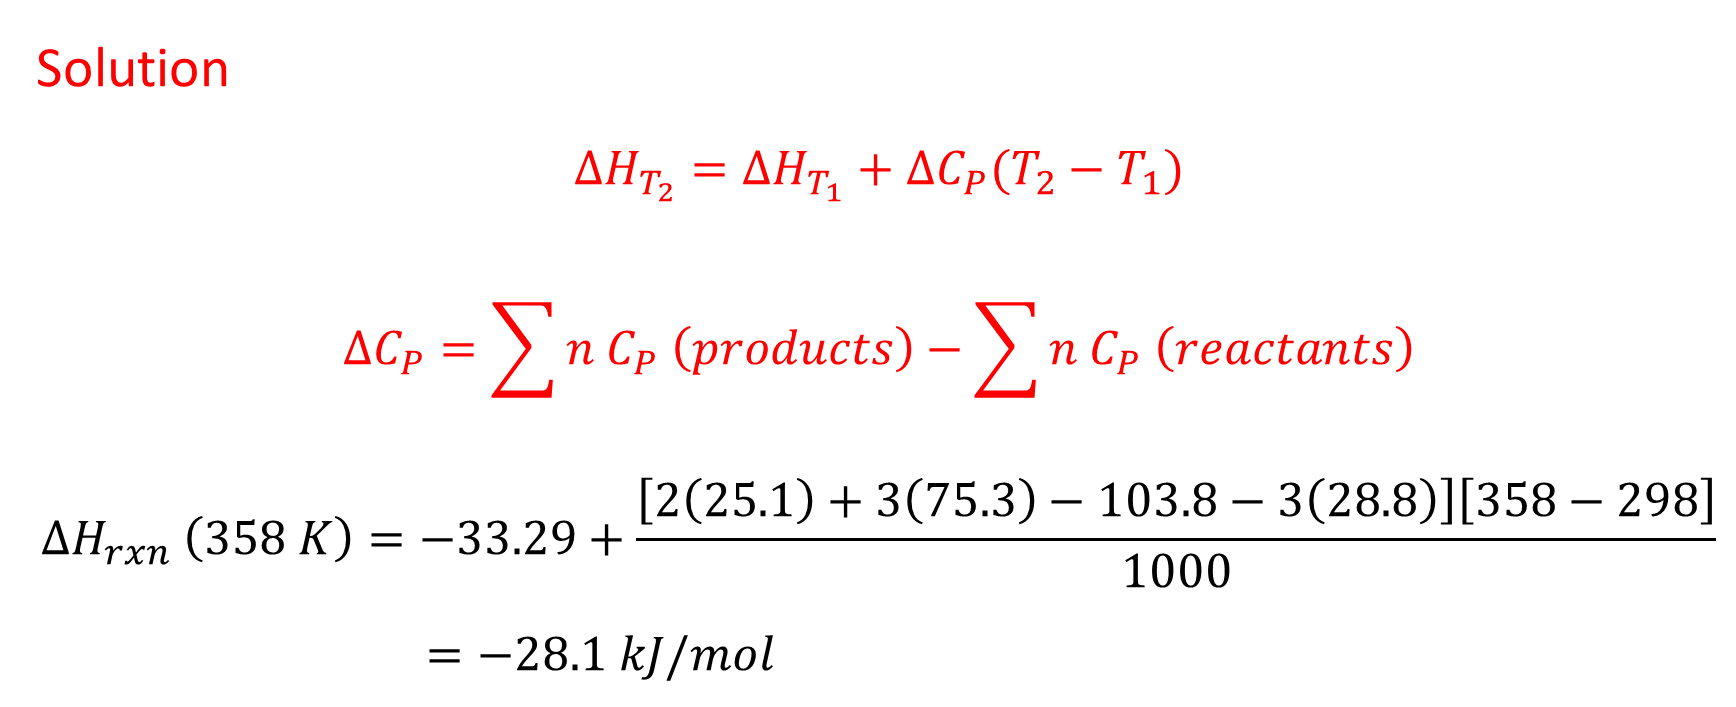 Solution
ΔH_{T_2} = ΔH_{T_1} + ΔC_P(T_2 − T_1)
ΔC_P = ∑ n C_P (products) − ∑ n C_P (reactants)
ΔH_{rxn} (358 K) = −33.29 + \frac{[2(25.1) + 3(75.3) − 103.8 − 3(28.8)][358 − 298]}{1000}
= −28.1 kJ/mol